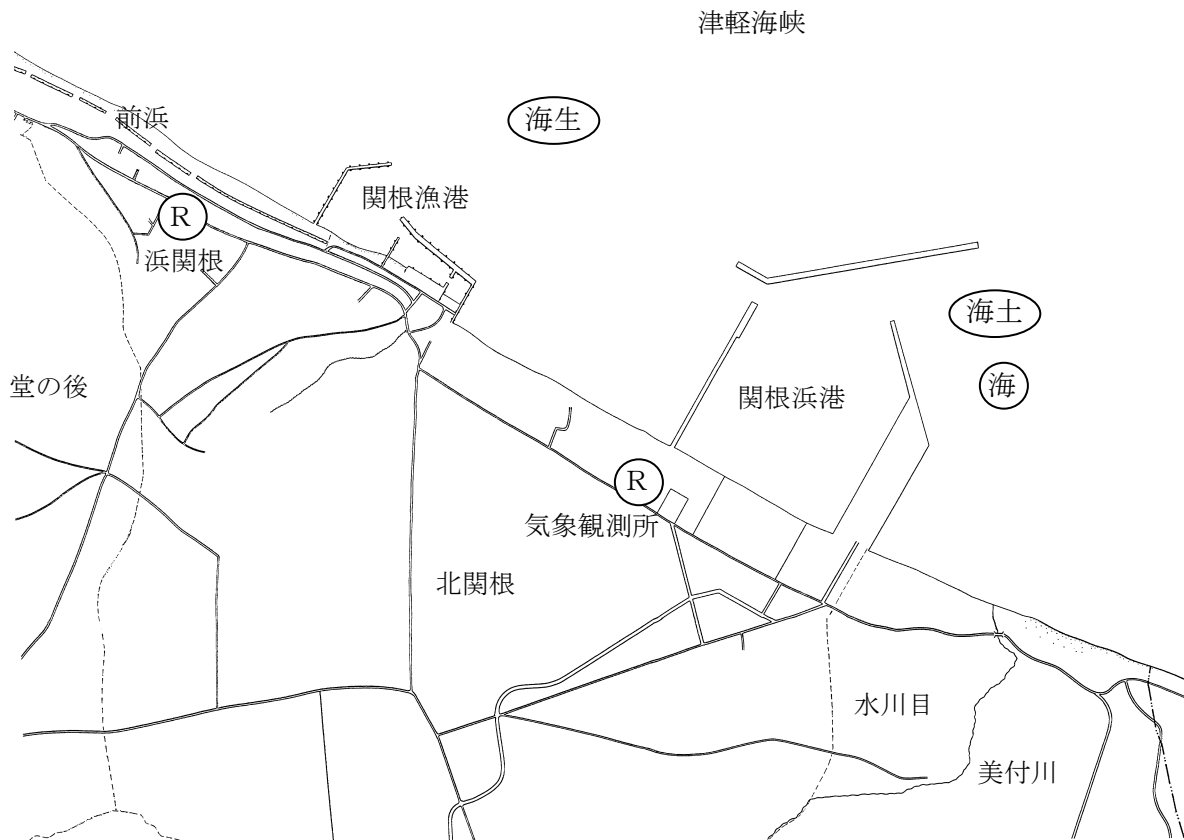 津軽海峡
海生
前浜
関根漁港
R
浜関根
海土
海
堂の後
関根浜港
R
気象観測所
北関根
水川目
美付川